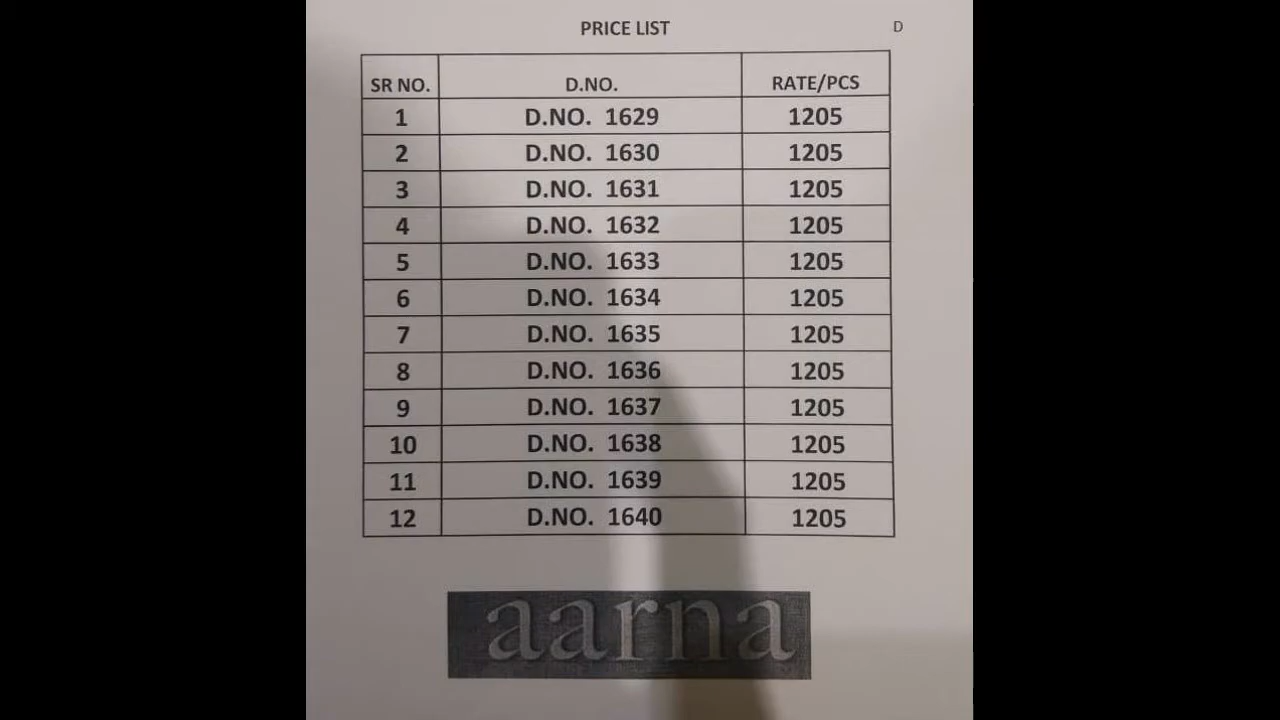 PRICE LIST D
SR NO. D.NO. RATE/PCS
1 D.NO. 1629 1205
2 D.NO. 1630 1205
3 D.NO. 1631 1205
4 D.NO. 1632 1205
5 D.NO. 1633 1205
6 D.NO. 1634 1205
7 D.NO. 1635 1205
8 D.NO. 1636 1205
9 D.NO. 1637 1205
10 D.NO. 1638 1205
11 D.NO. 1639 1205
12 D.NO. 1640 1205
aarna